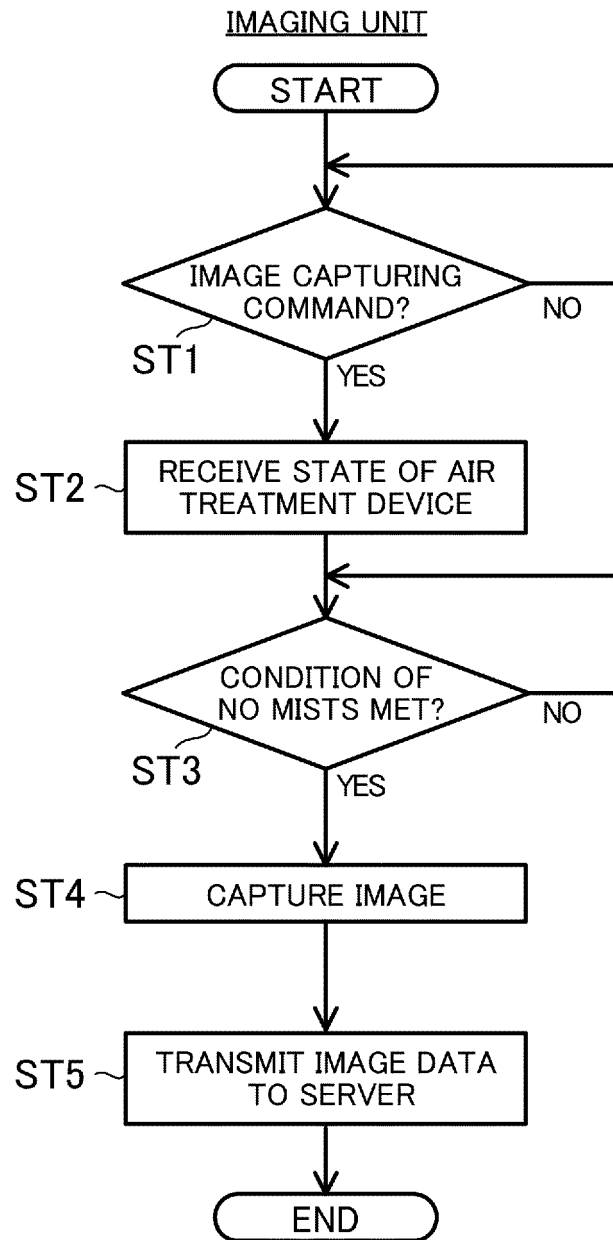 IMAGING UNIT
START
IMAGE CAPTURING
COMMAND?
NO
ST1
YES
ST2
RECEIVE STATE OF AIR
TREATMENT DEVICE
CONDITION OF
NO MISTS MET?
NO
ST3
YES
ST4
CAPTURE IMAGE
ST5
TRANSMIT IMAGE DATA
TO SERVER
END